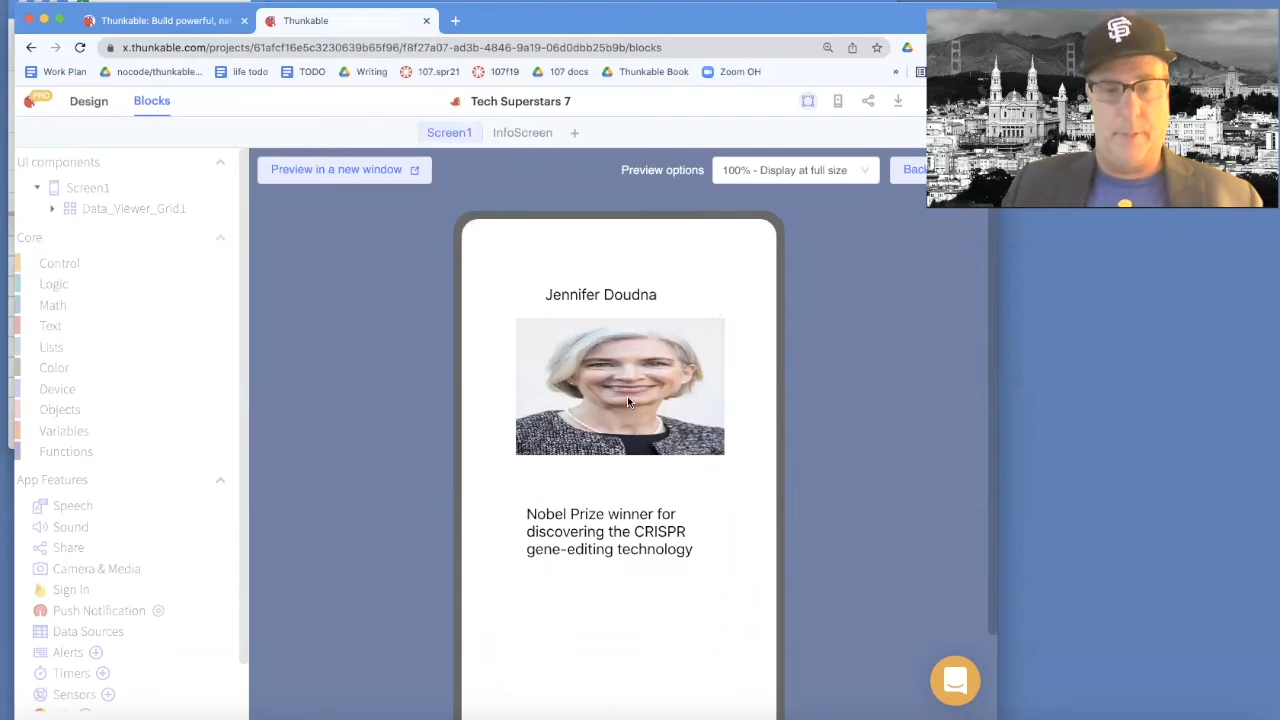 Thunkable: Build powerful, na
Thunkable
x.thunkable.com/projects/61afcf16e5c3230639b65f96/f8f27a07-ad3b-4846-9a19-06d0dbb25b9b/blocks
Work Plan
nocode/thunkable...
life todo
TODO
Writing
107.spr21
107f19
107 docs
Thunkable Book
Zoom OH
»
PRO
Design
Blocks
Tech Superstars 7
Screen1
InfoScreen
UI components
Screen1
Data_Viewer_Grid1
Core
Control
Logic
Math
Text
Lists
Color
Device
Objects
Variables
Functions
App Features
Speech
Sound
Share
Camera & Media
Sign In
Push Notification
Data Sources
Alerts
Timers
Sensors
Preview in a new window
Preview options
100% - Display at full size
Back
Jennifer Doudna
Nobel Prize winner for
discovering the CRISPR
gene-editing technology
SF